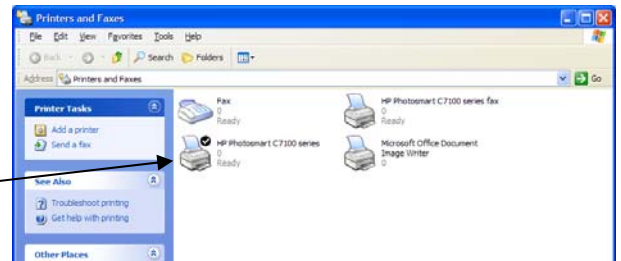 Printers and Faxes
File Edit View Favorites Tools Help
Back Search Folders
Address Printers and Faxes Go
Printer Tasks
Add a printer
Send a fax
See Also
Troubleshoot printing
Get help with printing
Other Places
Fax
0
Ready
HP Photosmart C7100 series fax
0
Ready
HP Photosmart C7100 series
0
Ready
Microsoft Office Document
Image Writer
0